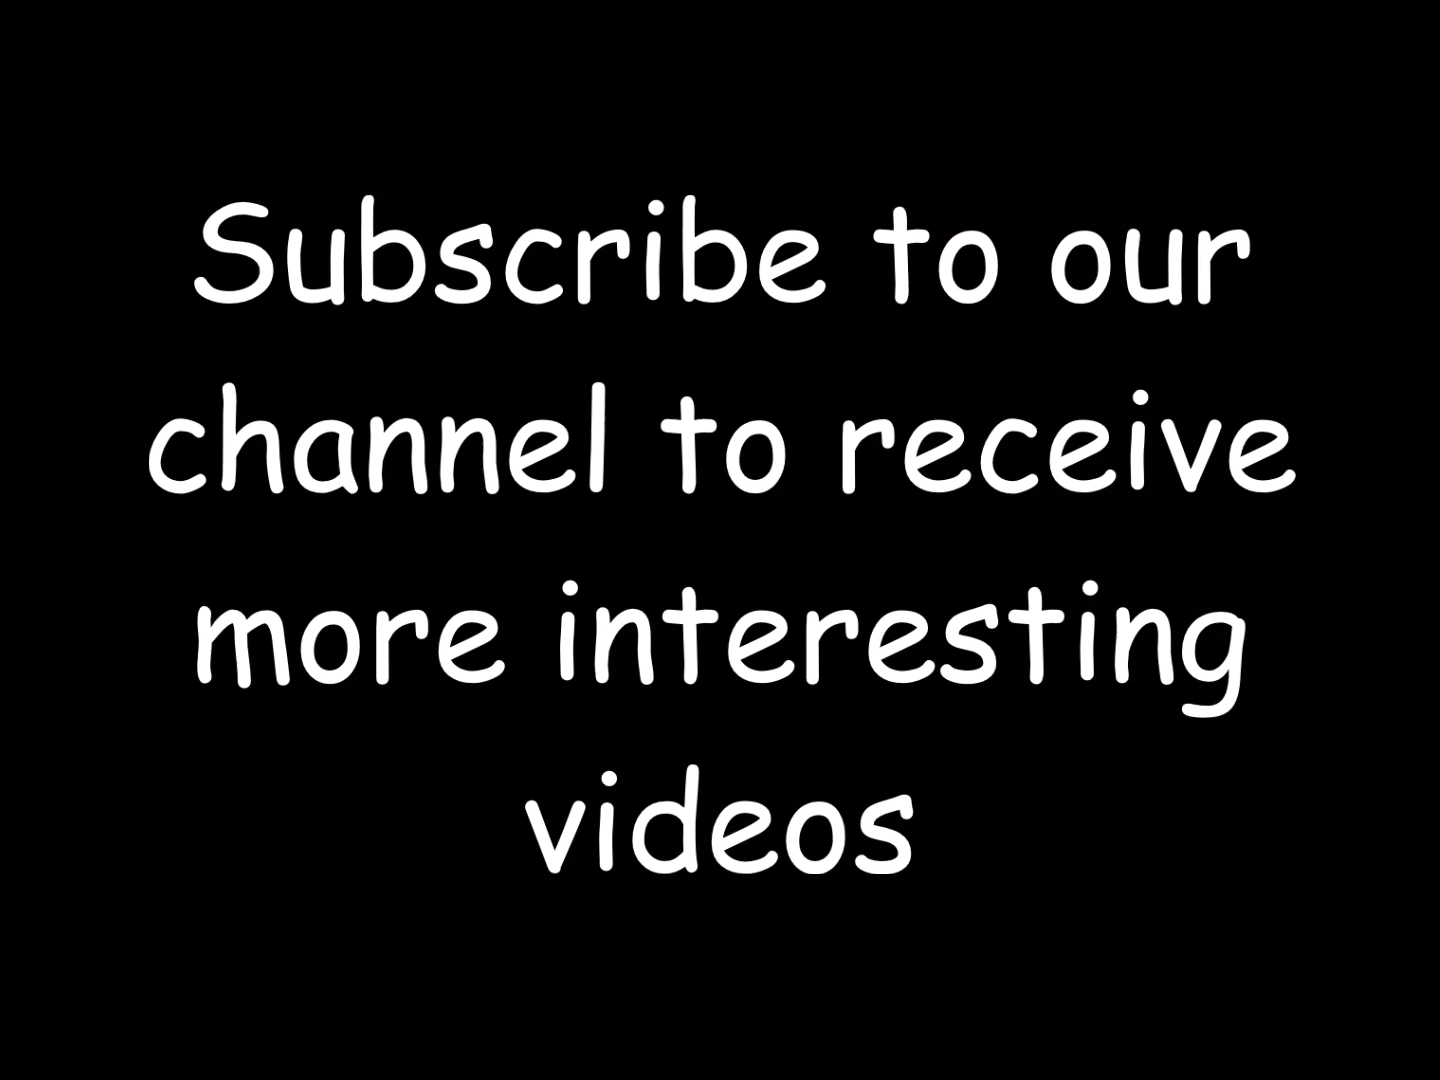 Subscribe to our
channel to receive
more interesting
videos